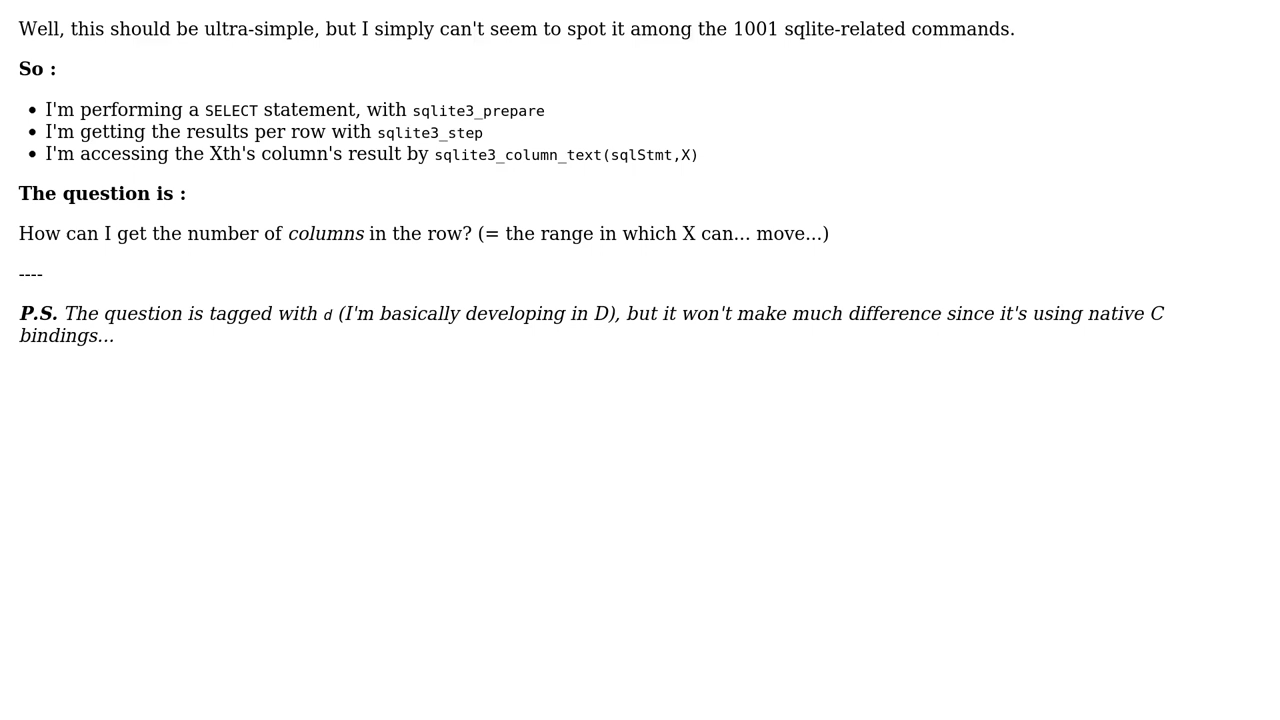 Well, this should be ultra-simple, but I simply can't seem to spot it among the 1001 sqlite-related commands.
So :
• I'm performing a SELECT statement, with sqlite3_prepare
• I'm getting the results per row with sqlite3_step
• I'm accessing the Xth's column's result by sqlite3_column_text(sqlStmt,X)
The question is :
How can I get the number of columns in the row? (= the range in which X can... move...)
----
P.S. The question is tagged with d (I'm basically developing in D), but it won't make much difference since it's using native C
bindings...